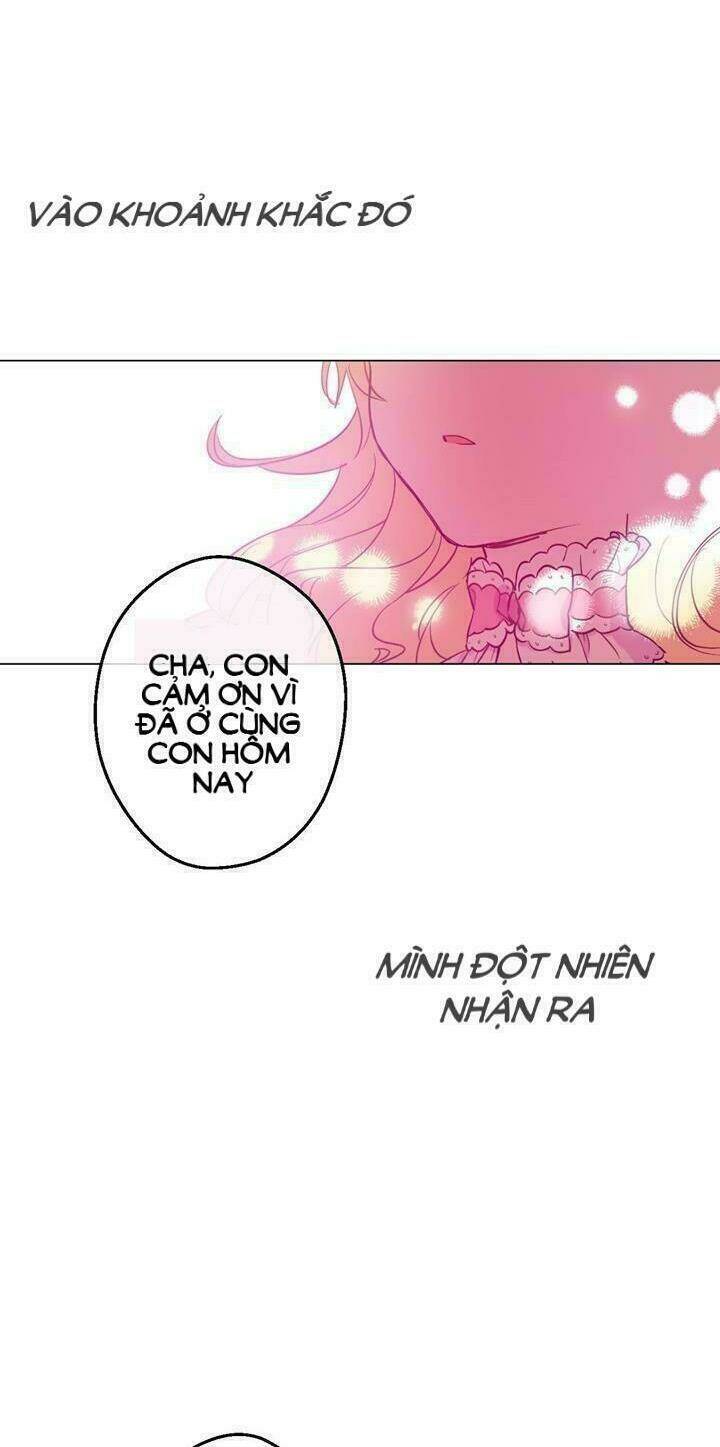 VÀO KHOẢNH KHẮC ĐÓ
CHA, CON
CẢM ƠN VÌ
ĐÃ Ở CÙNG
CON HÔM
NAY
MÌNH ĐỘT NHIÊN
NHẬN RA